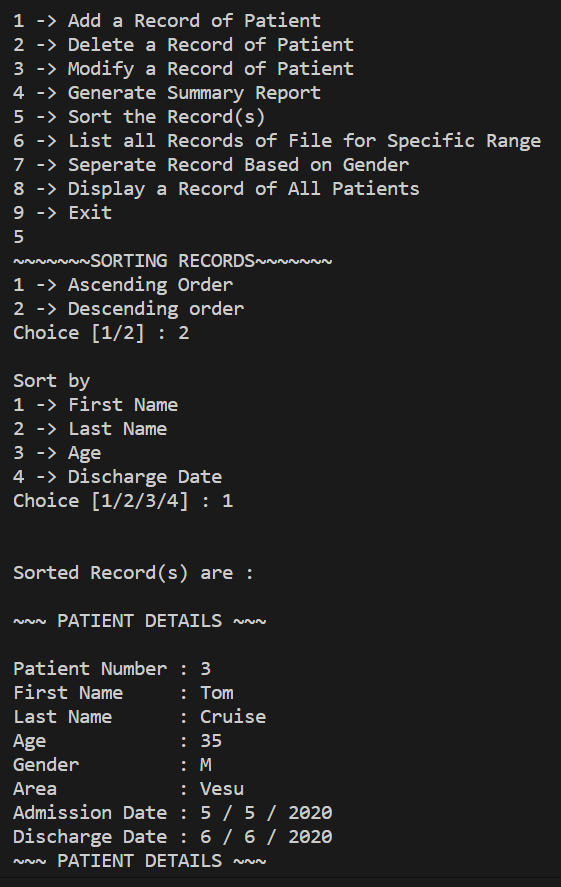 1 -> Add a Record of Patient
2 -> Delete a Record of Patient
3 -> Modify a Record of Patient
4 -> Generate Summary Report
5 -> Sort the Record(s)
6 -> List all Records of File for Specific Range
7 -> Seperate Record Based on Gender
8 -> Display a Record of All Patients
9 -> Exit
5
~~~~~~~SORTING RECORDS~~~~~~~
1 -> Ascending Order
2 -> Descending order
Choice [1/2] : 2
Sort by
1 -> First Name
2 -> Last Name
3 -> Age
4 -> Discharge Date
Choice [1/2/3/4] : 1
Sorted Record(s) are :
~~~ PATIENT DETAILS ~~~
Patient Number : 3
First Name     : Tom
Last Name      : Cruise
Age            : 35
Gender         : M
Area           : Vesu
Admission Date : 5 / 5 / 2020
Discharge Date : 6 / 6 / 2020
~~~ PATIENT DETAILS ~~~